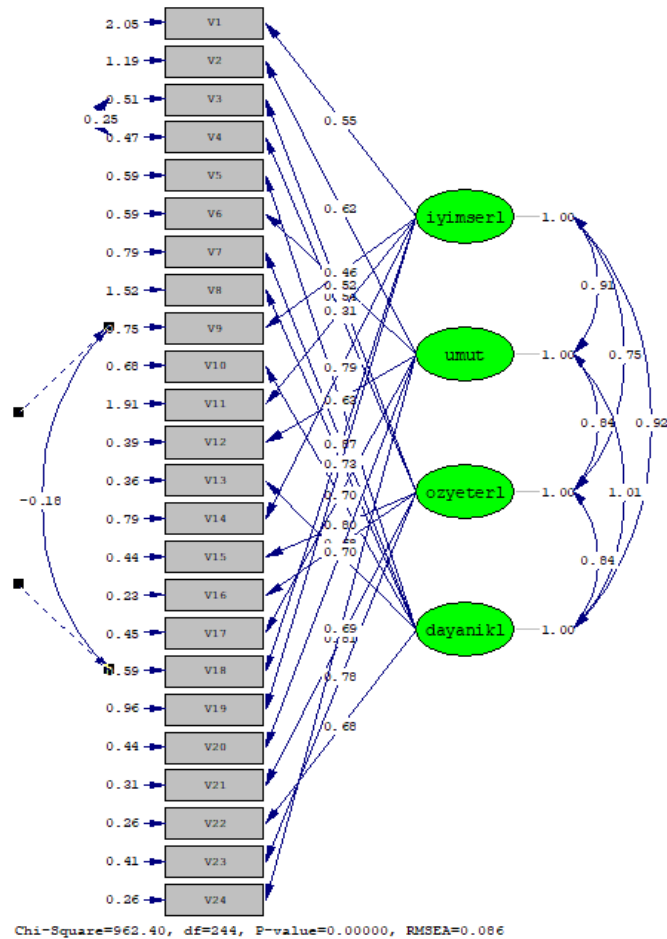 2.05 V1
1.19 V2
0.51 V3
0.25
0.47 V4
0.59 V5
0.59 V6
0.79 V7
1.52 V8
0.75 V9
0.68 V10
1.91 V11
0.39 V12
0.36 V13
0.79 V14
-0.18
0.44 V15
0.23 V16
0.45 V17
0.59 V18
0.96 V19
0.44 V20
0.31 V21
0.26 V22
0.41 V23
0.26 V24
0.55
0.62
0.46
0.52
0.31
0.79
0.63
0.73
0.70
0.80
0.70
0.69
0.78
0.68
iyimserl 1.00
umut 1.00
ozyeterl 1.00
dayanikl 1.00
0.91
0.75
0.84
0.92
1.01
0.84
Chi-Square=962.40, df=244, P-value=0.00000, RMSEA=0.086